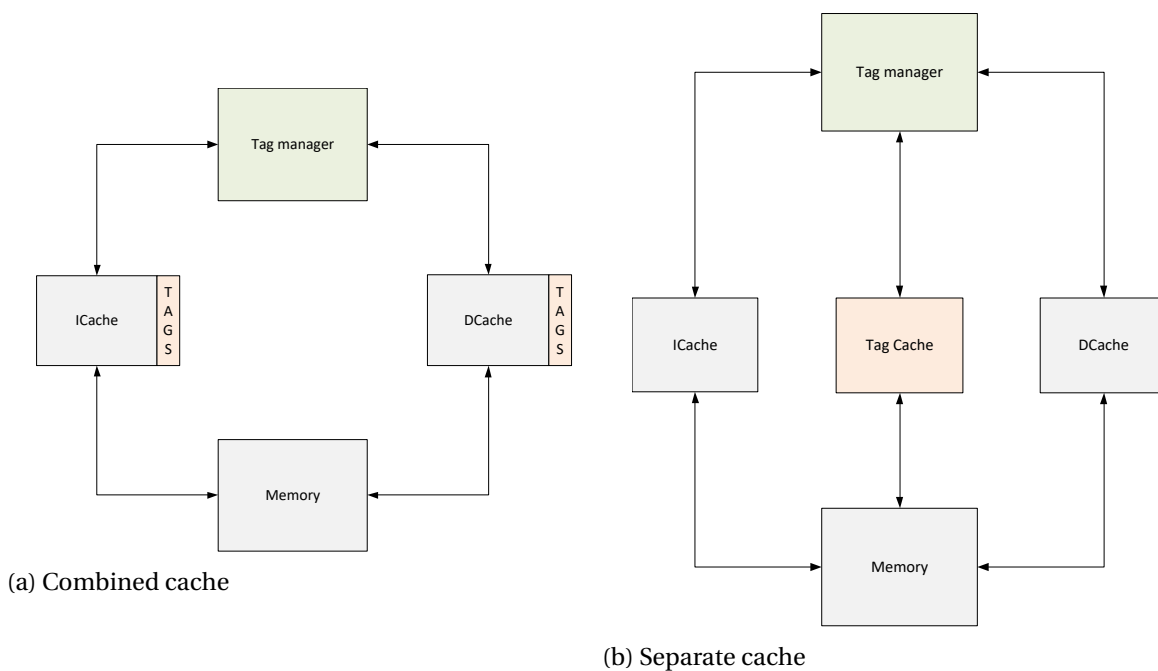 Tag manager
ICache
T
A
G
S
DCache
T
A
G
S
Memory
(a) Combined cache
Tag manager
ICache
Tag Cache
DCache
Memory
(b) Separate cache